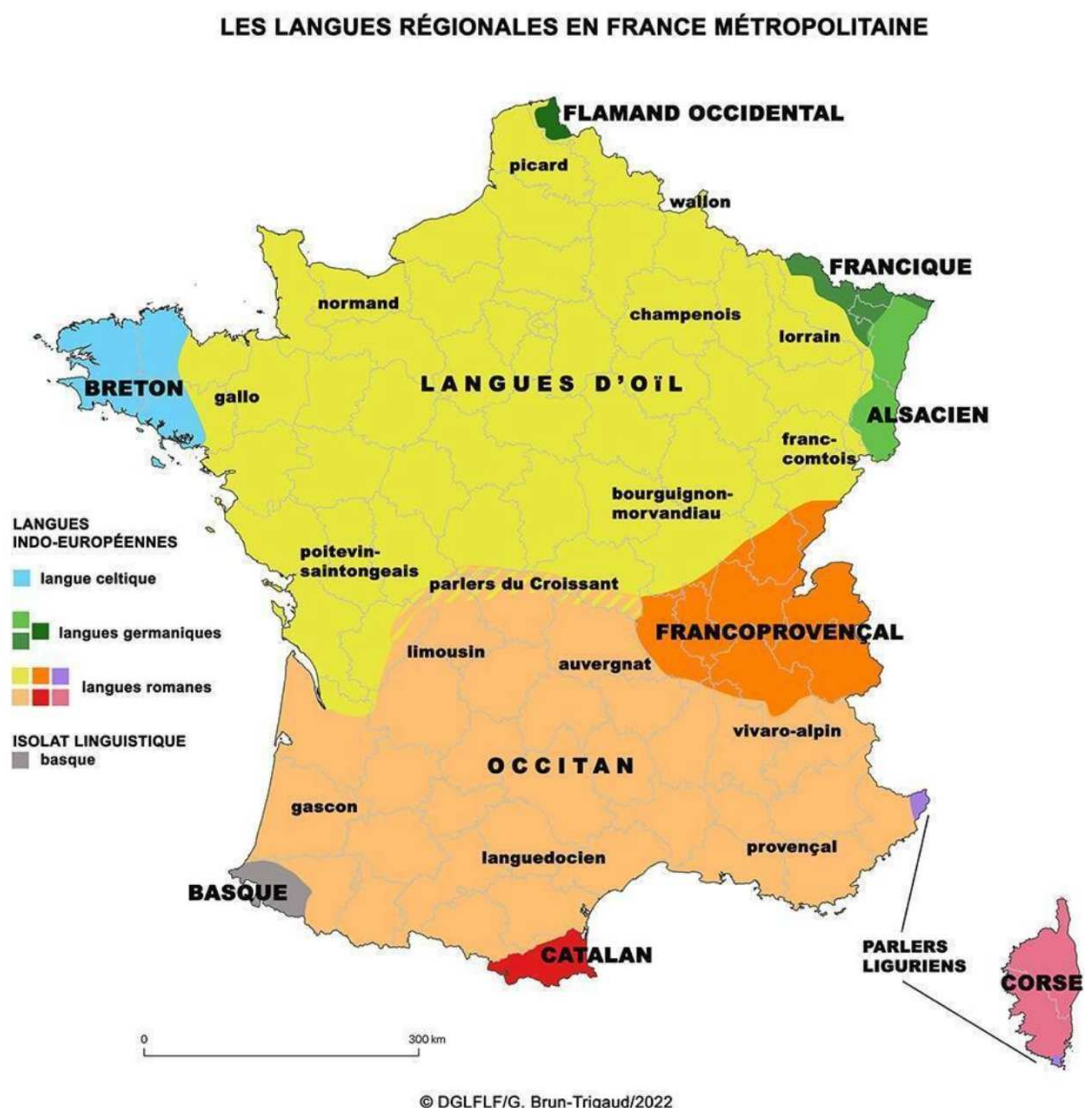 LES LANGUES RÉGIONALES EN FRANCE MÉTROPOLITAINE
FLAMAND OCCIDENTAL
picard
wallon
FRANCIQUE
normand
champenois
lorrain
LANGUES D'OïL
BRETON
gallo
ALSACIEN
franc-
comtois
bourguignon-
morvandiau
LANGUES
INDO-EUROPÉENNES
langue celtique
langues germaniques
langues romanes
ISOLAT LINGUISTIQUE
basque
poitevin-
saintongeais
parlers du Croissant
FRANCOPROVENÇAL
limousin
auvergnat
vivaro-alpin
OCCITAN
gascon
languedocien
provençal
BASQUE
CATALAN
PARLERS
LIGURIENS
CORSE
0
300 km
© DGLFLF/G. Brun-Trigaud/2022